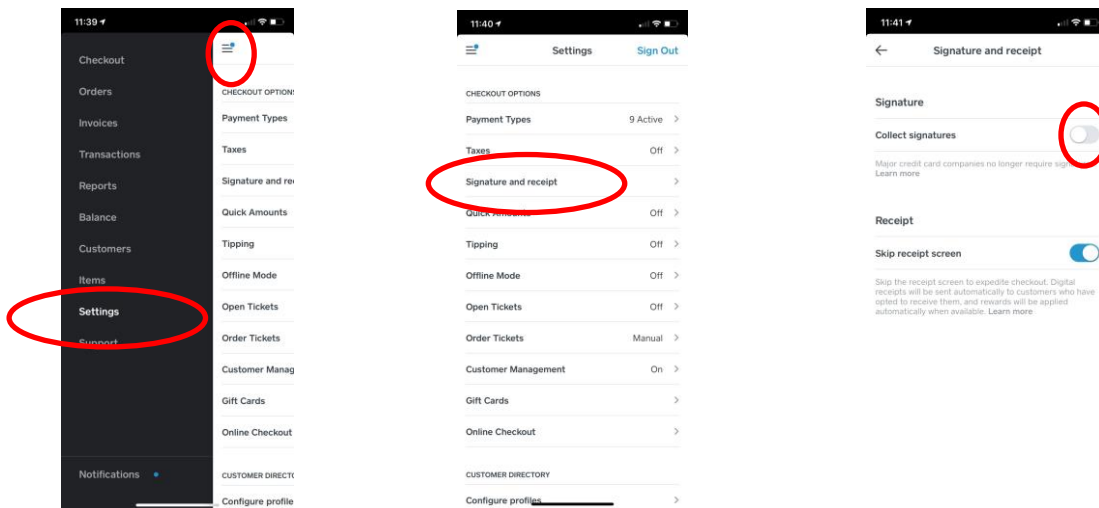 11:39
Checkout
Orders
Invoices
Transactions
Reports
Balance
Customers
Items
Settings
Support
Notifications
CHECKOUT OPTION
Payment Types
Taxes
Signature and re
Quick Amounts
Tipping
Offline Mode
Open Tickets
Order Tickets
Customer Manag
Gift Cards
Online Checkout
CUSTOMER DIRECT
Configure profile
11:40
Settings Sign Out
CHECKOUT OPTIONS
Payment Types 9 Active
Taxes Off
Signature and receipt
Quick Amounts Off
Tipping Off
Offline Mode Off
Open Tickets Off
Order Tickets Manual
Customer Management On
Gift Cards
Online Checkout
CUSTOMER DIRECTORY
Configure profiles
11:41
Signature and receipt
Signature
Collect signatures
Major credit card companies no longer require
Learn more
Receipt
Skip receipt screen
Skip the receipt screen to expedite checkout. Digital
receipts will be sent automatically to customers who have
opted to receive them, and rewards will be applied
automatically when available. Learn more